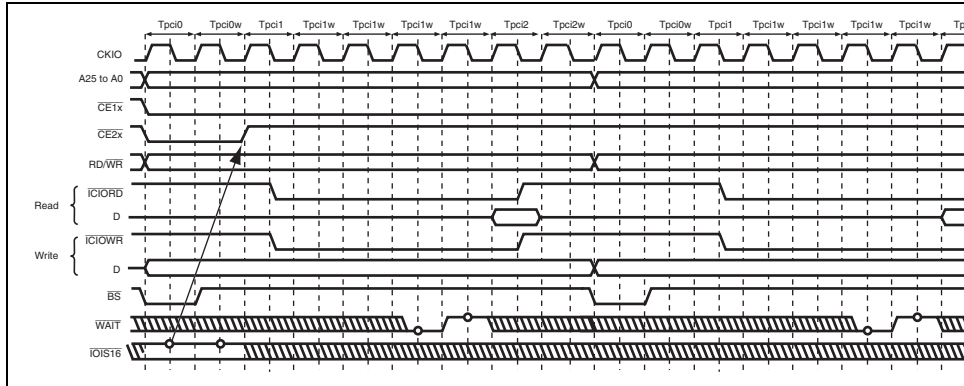 Tpci0 Tpci0w Tpci1 Tpci1w Tpci1w Tpci1w Tpci1w Tpci2 Tpci2w Tpci0 Tpci0w Tpci1 Tpci1w Tpci1w Tpci1w Tpci1w
CKIO
A25 to A0
CE1x
CE2x
RD/WR
Read
ICIORD
D
Write
ICIOWR
D
BS
WAIT
IOIS16